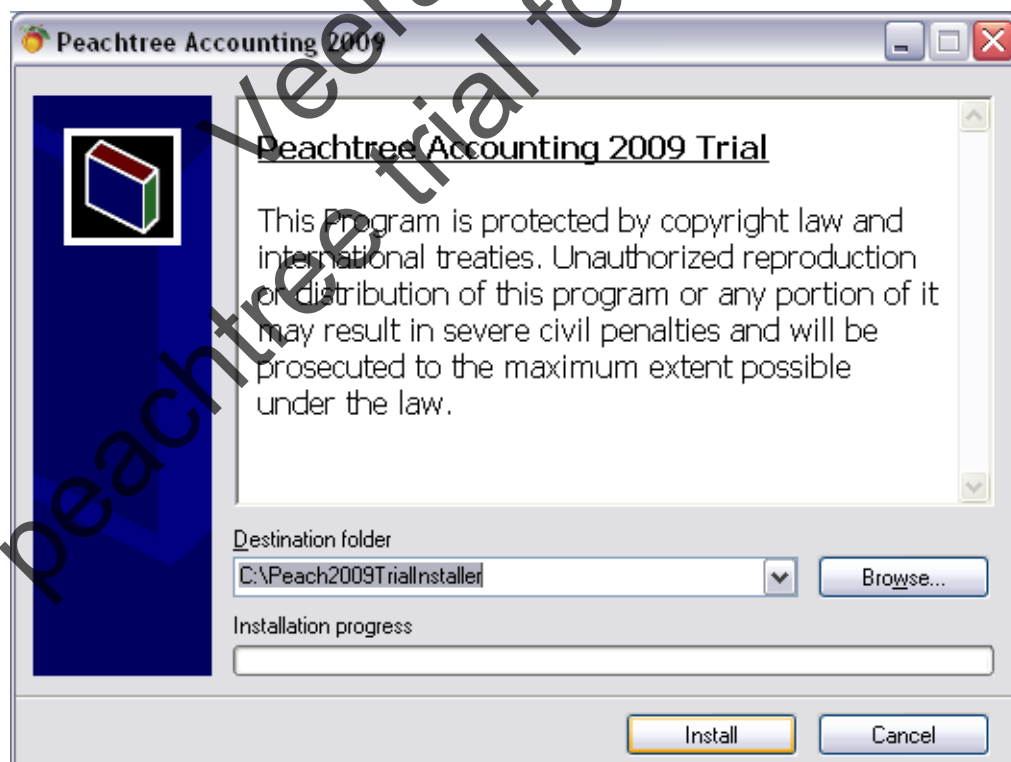 Peachtree Accounting 2009
Peachtree Accounting 2009 Trial
This Program is protected by copyright law and
international treaties. Unauthorized reproduction
or distribution of this program or any portion of it
may result in severe civil penalties and will be
prosecuted to the maximum extent possible
under the law.
Destination folder
C:\Peach2009TrialInstaller
Browse...
Installation progress
Install
Cancel
peachtree trial fo